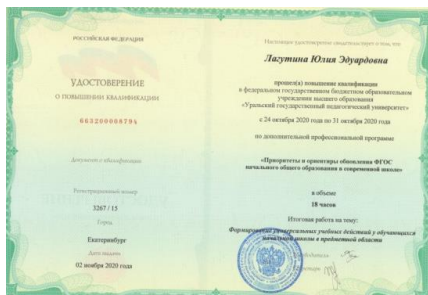 РОССИЙСКАЯ ФЕДЕРАЦИЯ
УДОСТОВЕРЕНИЕ
О ПОВЫШЕНИИ КВАЛИФИКАЦИИ
663200008794
Документ о квалификации
Регистрационный номер
3267 / 15
Город
Екатеринбург
Дата выдачи
02 ноября 2020 года
Настоящее удостоверение свидетельствует о том, что
Лагутина Юлия Эдуардовна
прошел(а) повышение квалификации
в федеральном государственном бюджетном образовательном
учреждении высшего образования
«Уральский государственный педагогический университет»
с 24 октября 2020 года по 31 октября 2020 года
по дополнительной профессиональной программе
«Приоритеты и ориентиры обновления ФГОС
начального общего образования в современной школе»
в объеме
18 часов
Итоговая работа на тему:
Формирование универсальных учебных действий у обучающихся
начальной школы в предметной области
Руководитель
Секретарь